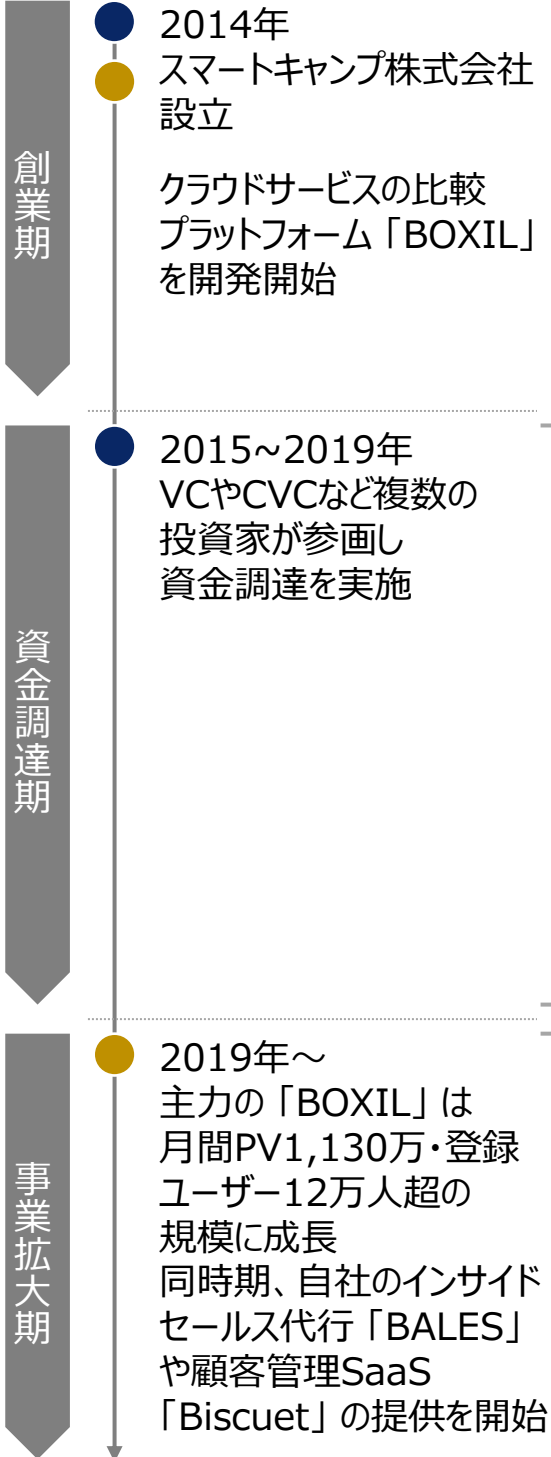 創業期
2014年
スマートキャンプ株式会社
設立
クラウドサービスの比較
プラットフォーム「BOXIL」
を開発開始
資金調達期
2015~2019年
VCやCVCなど複数の
投資家が参画し
資金調達を実施
事業拡大期
2019年～
主力の「BOXIL」は
月間PV1,130万・登録
ユーザー12万人超の
規模に成長
同時期、自社のインサイド
セールス代行「BALES」
や顧客管理SaaS
「Biscuet」の提供を開始